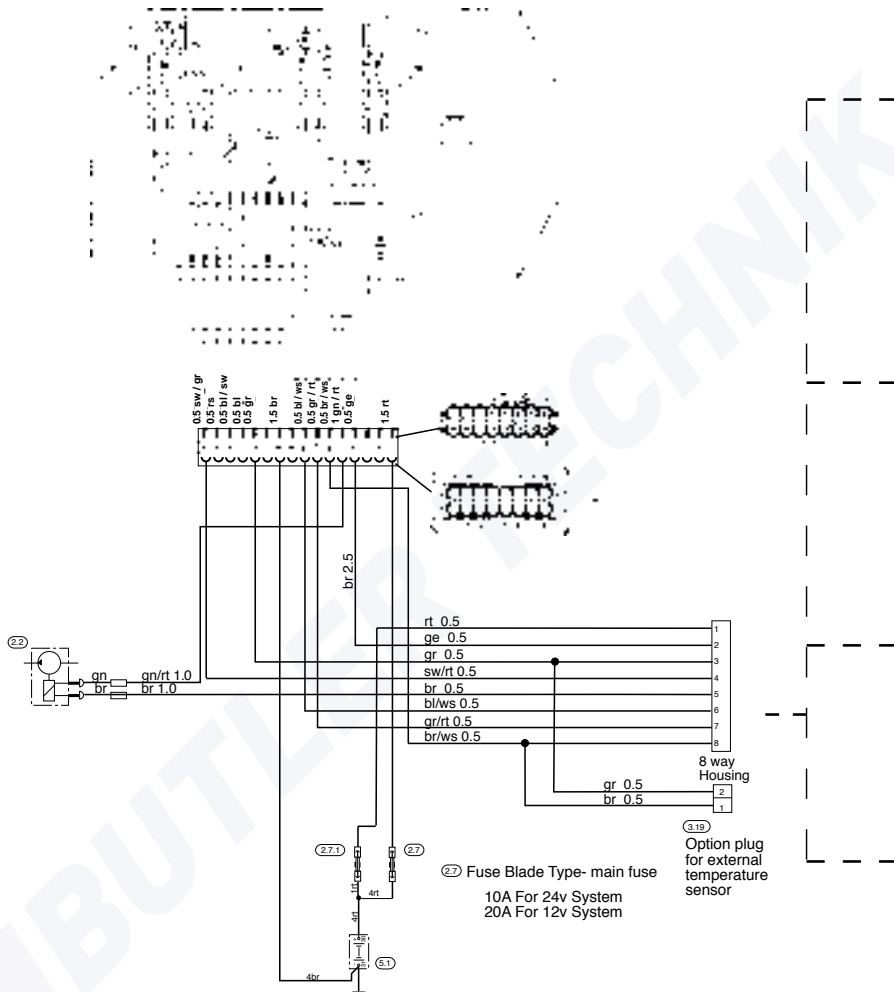 BUTLER TECHNIK
0.5 sw / gr
0.5 rs
0.5 bl / sw
0.5 bl
0.5 gr
1.5 br
0.5 bl / ws
0.5 gr / rt
0.5 br / ws
1 gn / rt
0.5 ge
1.5 rt
br 2.5
2.2
gn
gn/rt 1.0
br
br 1.0
rt 0.5
1
ge 0.5
2
gr 0.5
3
sw/rt 0.5
4
br 0.5
5
bl/ws 0.5
6
gr/rt 0.5
7
br/ws 0.5
8
8 way
Housing
gr 0.5
2
br 0.5
1
3.19
Option plug
for external
temperature
sensor
2.7.1
2.7
2.7 Fuse Blade Type- main fuse
10A For 24v System
20A For 12v System
1rt
4rt
4rt
5.1
4br